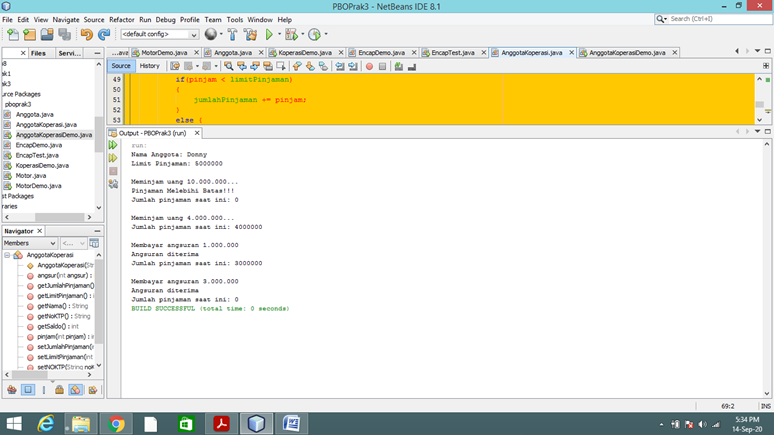 PBOPrak3 - NetBeans IDE 8.1
File Edit View Navigate Source Refactor Run Debug Profile Team Tools Window Help
Search (Ctrl+I)
<default config>
Files Servi...
...ava MotorDemo.java Anggota.java KoperasiDemo.java EncapDemo.java EncapTest.java AnggotaKoperasi.java AnggotaKoperasiDemo.java
Source History
49 if(pinjam < limitPinjaman)
50 {
51 jumlahPinjaman += pinjam;
52 }
53 else {
ak1
ak3
urce Packages
pboprak3
Anggota.java
AnggotaKoperasi.java
AnggotaKoperasiDemo.java
EncapDemo.java
EncapTest.java
KoperasiDemo.java
Motor.java
MotorDemo.java
st Packages
raries
Navigator
Members <...
AnggotaKoperasi
AnggotaKoperasi(Str
angsur(int angsur) :
getJumlahPinjaman()
getLimitPinjaman() :
getNama() : String
getNoKTP() : String
getSaldo() : int
pinjam(int pinjam) : int
setJumlahPinjaman(in
setLimitPinjaman(int
setNOKTP(String noK
Output - PBOPrak3 (run)
run:
Nama Anggota: Donny
Limit Pinjaman: 5000000
Meminjam uang 10.000.000...
Pinjaman Melebihi Batas!!!
Jumlah pinjaman saat ini: 0
Meminjam uang 4.000.000...
Jumlah pinjaman saat ini: 4000000
Membayar angsuran 1.000.000
Angsuran diterima
Jumlah pinjaman saat ini: 3000000
Membayar angsuran 3.000.000
Angsuran diterima
Jumlah pinjaman saat ini: 0
BUILD SUCCESSFUL (total time: 0 seconds)
69:2 INS
5:34 PM
14-Sep-20